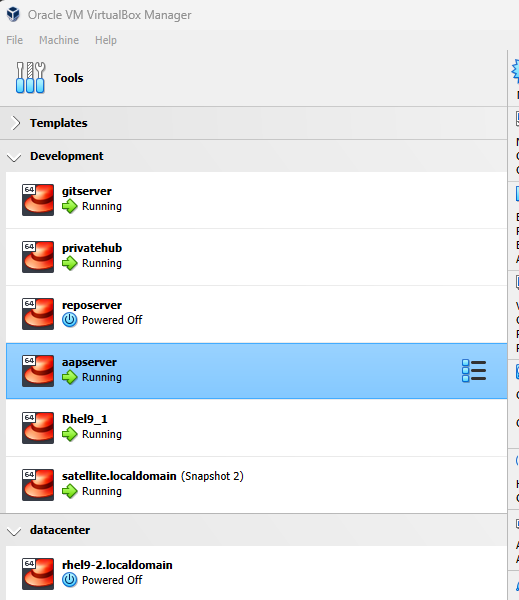 Oracle VM VirtualBox Manager
File Machine Help
Tools
Templates
Development
64
gitserver
Running
64
privatehub
Running
64
reposerver
Powered Off
64
aapserver
Running
64
Rhel9_1
Running
64
satellite.localdomain (Snapshot 2)
Running
datacenter
64
rhel9-2.localdomain
Powered Off